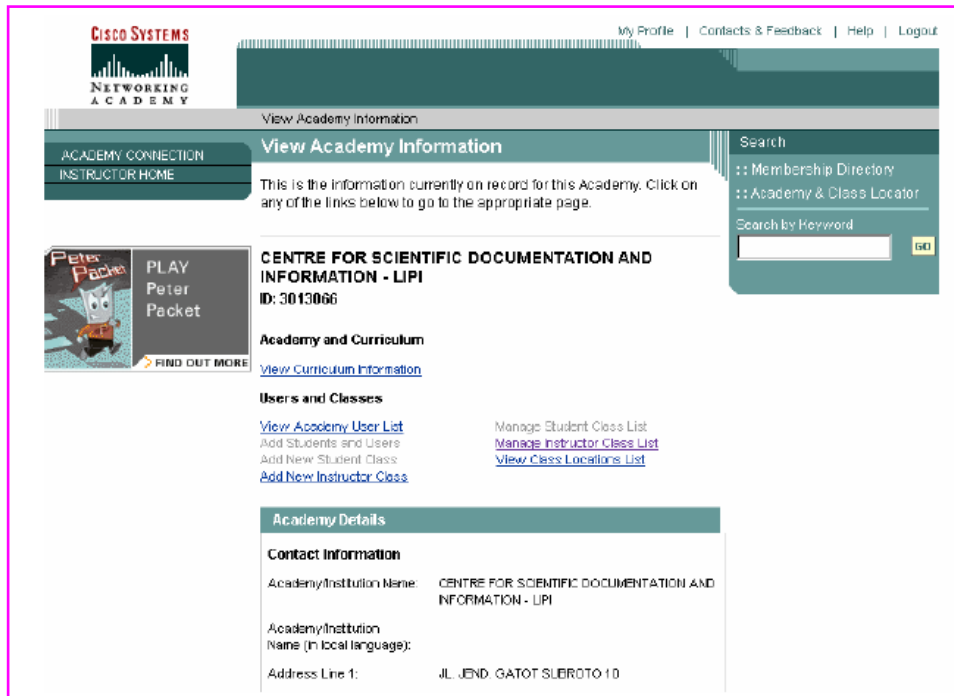 CISCO SYSTEMS
NETWORKING
ACADEMY
My Profile | Contacts & Feedback | Help | Logout
View Academy Information
ACADEMY CONNECTION
INSTRUCTOR HOME
View Academy Information
This is the information currently on record for this Academy. Click on
any of the links below to go to the appropriate page.
Search
:: Membership Directory
:: Academy & Class Locator
Search by Keyword
GO
Peter
Packet
PLAY
Peter
Packet
FIND OUT MORE
CENTRE FOR SCIENTIFIC DOCUMENTATION AND
INFORMATION - LIPI
ID: 3013066
Academy and Curriculum
View Curriculum Information
Users and Classes
View Academy User List
Add Students and Users
Add New Student Class
Add New Instructor Class
Manage Student Class List
Manage Instructor Class List
View Class Locations List
Academy Details
Contact Information
Academy/Institution Name: CENTRE FOR SCIENTIFIC DOCUMENTATION AND
INFORMATION - LIPI
Academy/Institution
Name (in local language):
Address Line 1: JL. JEND. GATOT SUBROTO 10